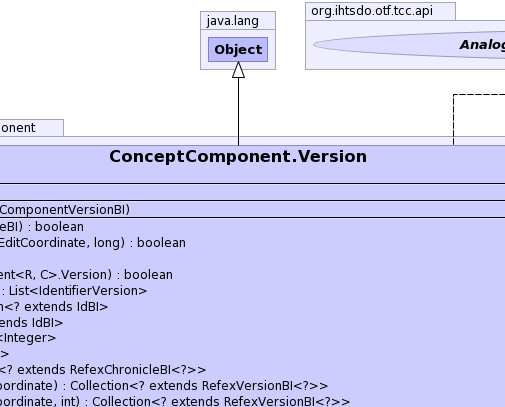 java.lang
Object
org.ihtsdo.otf.tcc.api
Analog
onent
ConceptComponent.Version
ComponentVersionBI)
eBI) : boolean
EditCoordinate, long) : boolean
ent<R, C>.Version) : boolean
: List<IdentifierVersion>
n<? extends IdBI>
ends IdBI>
<Integer>
>
<? extends RefexChronicleBI<?>>
oordinate) : Collection<? extends RefexVersionBI<?>>
oordinate, int) : Collection<? extends RefexVersionBI<?>>